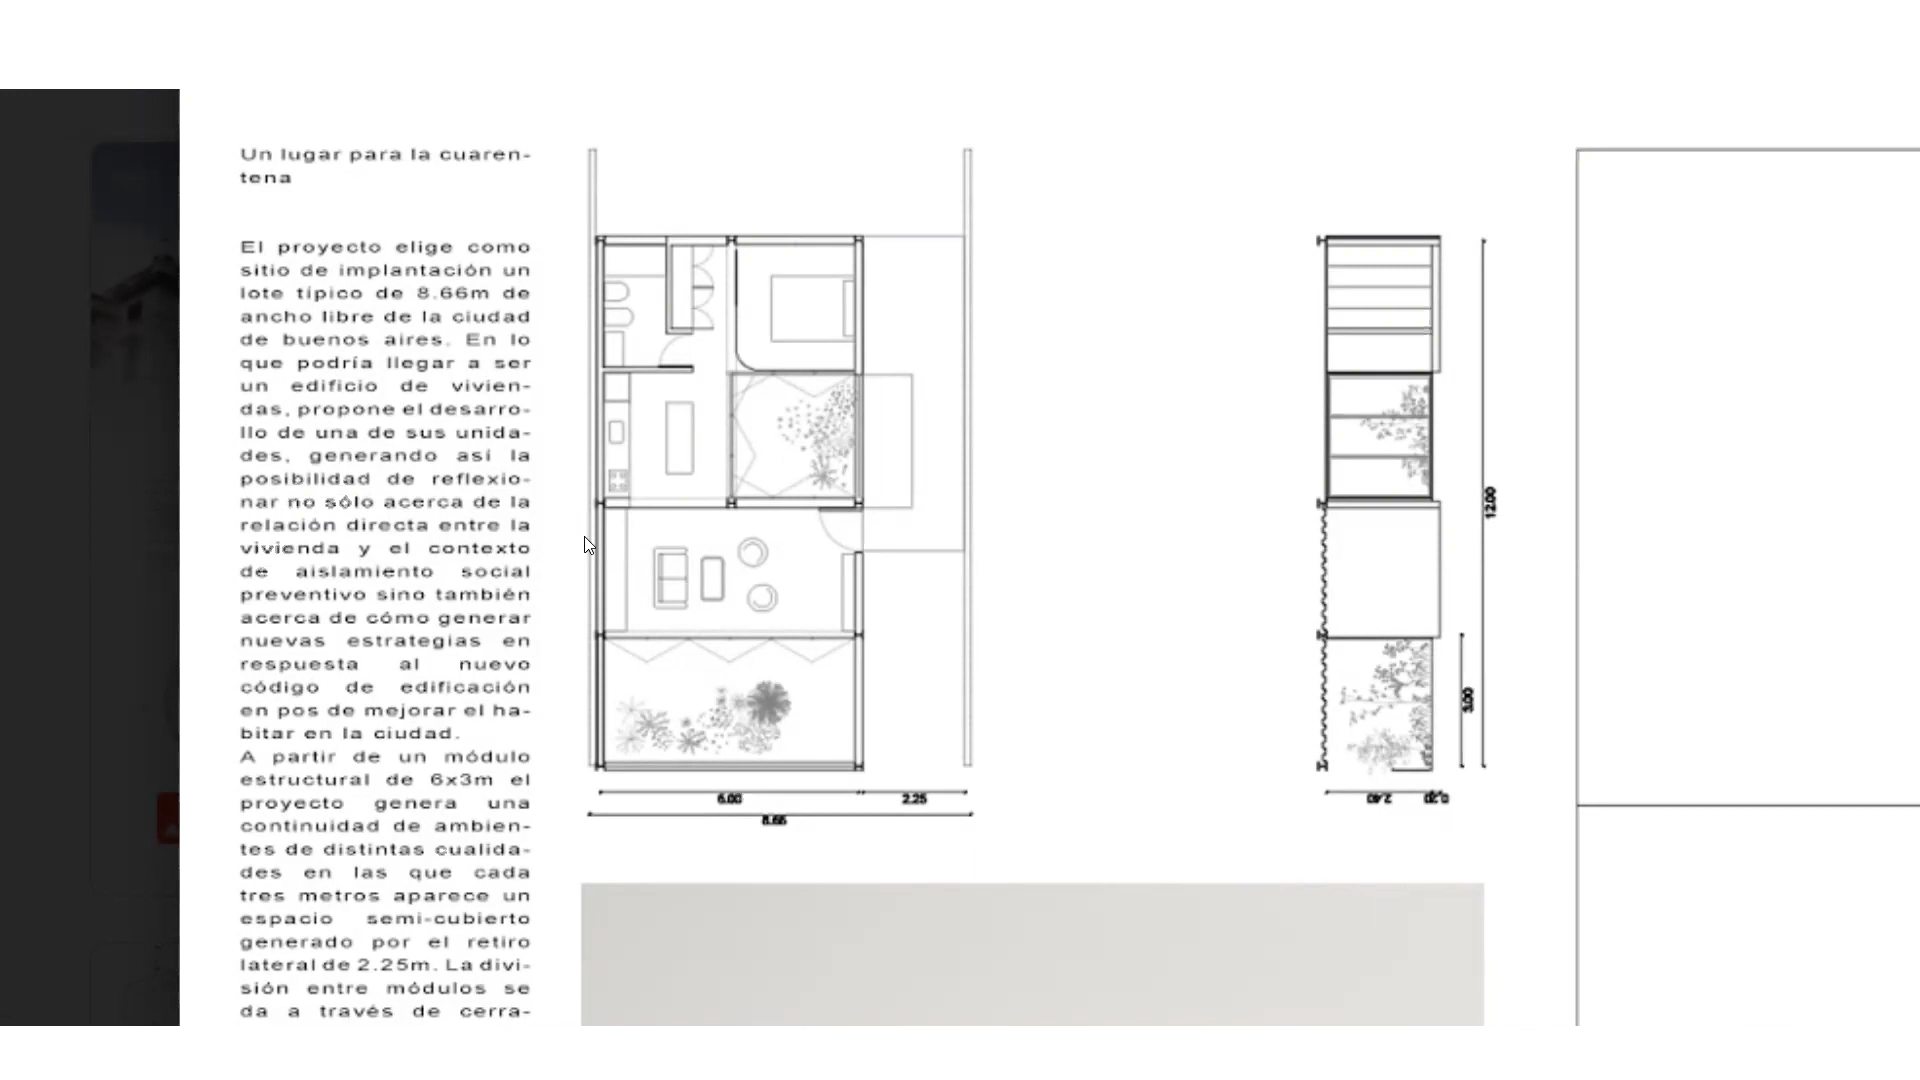 Un lugar para la cuaren-
tena
El proyecto elige como
sitio de implantación un
lote típico de 8.66m de
ancho libre de la ciudad
de buenos aires. En lo
que podría llegar a ser
un edificio de vivien-
das, propone el desarro-
llo de una de sus unida-
des, generando así la
posibilidad de reflexio-
nar no sólo acerca de la
relación directa entre la
vivienda y el contexto
de aislamiento social
preventivo sino también
acerca de cómo generar
nuevas estrategias en
respuesta al nuevo
código de edificación
en pos de mejorar el ha-
bitar en la ciudad.
A partir de un módulo
estructural de 6x3m el
proyecto genera una
continuidad de ambien-
tes de distintas cualida-
des en las que cada
tres metros aparece un
espacio semi-cubierto
generado por el retiro
lateral de 2.25m. La divi-
sión entre módulos se
da a través de cerra-
6.00
2.25
8.66
12.00
3.00
2.40
0.20